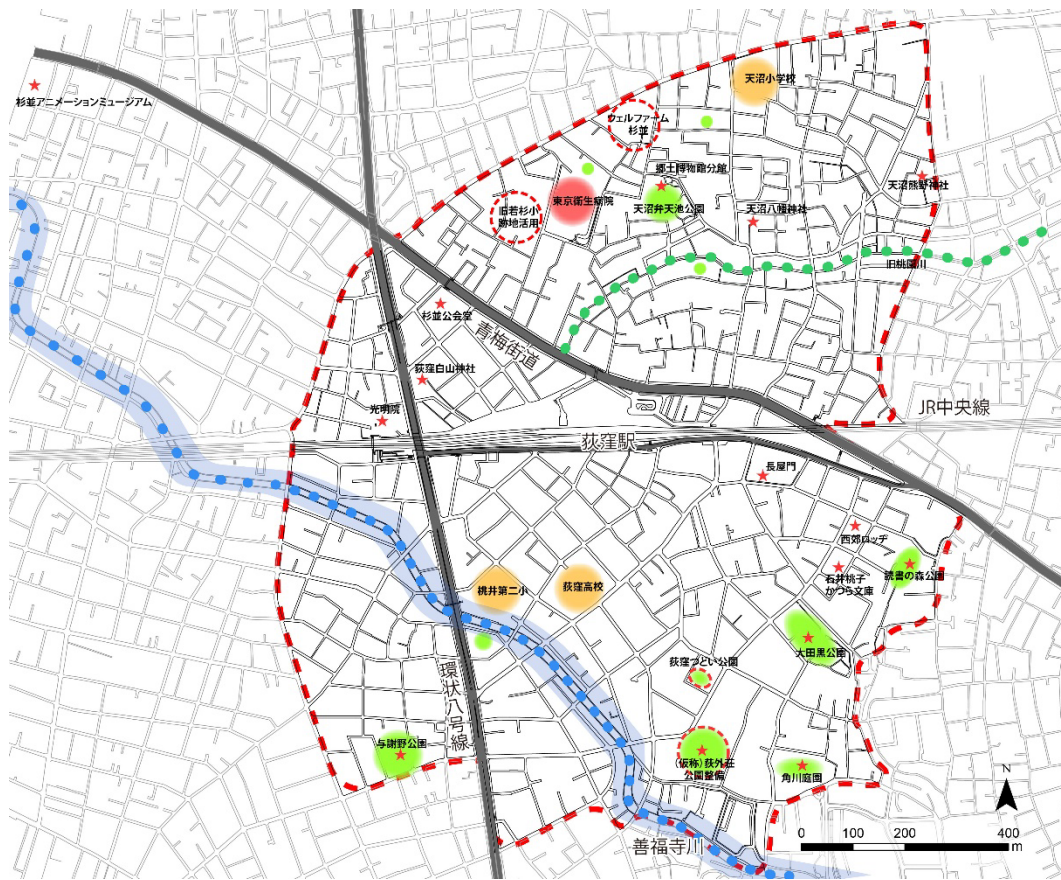 天沼小学校
杉並アニメーションミュージアム
ウェルファーム
杉並
郷土博物館分館
天沼熊野神社
東京衛生病院
旧若杉小
跡地活用
天沼弁天池公園
天沼八幡神社
旧桃園川
杉並公会堂
青梅街道
荻窪白山神社
光明院
JR中央線
荻窪駅
長屋門
西郊ロッヂ
読書の森公園
石井桃子
かつら文庫
桃井第二小
荻窪高校
大田黒公園
荻窪つどい公園
環状八号線
与謝野公園
(仮称)荻外荘
公園整備
角川庭園
N
0 100 200 400
m
善福寺川